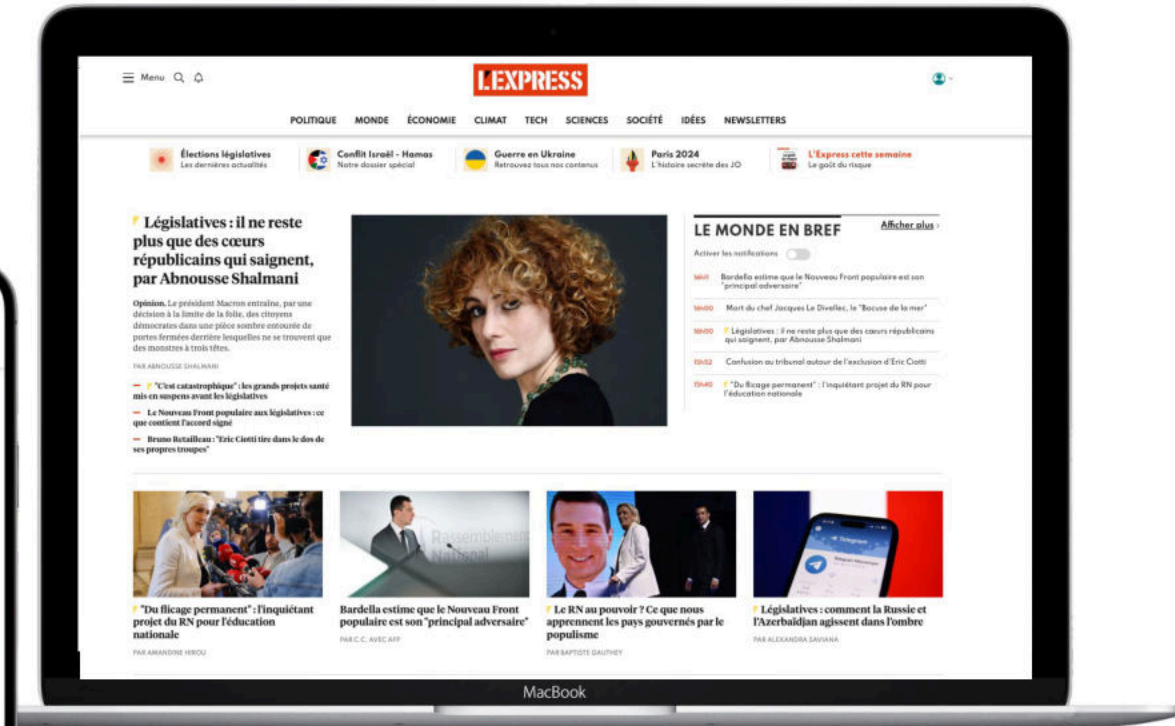 Menu
L'EXPRESS
POLITIQUE MONDE ÉCONOMIE CLIMAT TECH SCIENCES SOCIÉTÉ IDÉES NEWSLETTERS
Élections législatives
Les dernières actualités
Conflit Israël - Hamas
Notre dossier spécial
Guerre en Ukraine
Retrouvez tous nos contenus
Paris 2024
L'histoire secrète des JO
L'Express cette semaine
Le goût du risque
Législatives : il ne reste
plus que des cœurs
républicains qui saignent,
par Abnousse Shalmani
Opinion. Le président Macron entraîne, par une
décision à la limite de la folie, des citoyens
démocrates dans une pièce sombre entourée de
portes fermées derrière lesquelles ne se trouvent que
des monstres à trois têtes.
PAR ABNOUSSE SHALMANI
"C'est catastrophique" : les grands projets santé
mis en suspens avant les législatives
Le Nouveau Front populaire aux législatives : ce
que contient l'accord signé
Bruno Retailleau : "Eric Ciotti tire dans le dos de
ses propres troupes"
LE MONDE EN BREF
Afficher plus ›
Activer les notifications
16h11 Bardella estime que le Nouveau Front populaire est son
"principal adversaire"
16h00 Mort du chef Jacques Le Divellec, le "Bocuse de la mer"
16h00 Législatives : il ne reste plus que des cœurs républicains
qui saignent, par Abnousse Shalmani
15h52 Confusion au tribunal autour de l'exclusion d'Eric Ciotti
15h40 "Du flicage permanent" : l'inquiétant projet du RN pour
l'éducation nationale
Rassemblement
National
Telegram
Telegram Messenger
"Du flicage permanent" : l'inquiétant
projet du RN pour l'éducation
nationale
PAR AMANDINE HIROU
Bardella estime que le Nouveau Front
populaire est son "principal adversaire"
PAR C.C. AVEC AFP
Le RN au pouvoir ? Ce que nous
apprennent les pays gouvernés par le
populisme
PAR BAPTISTE GAUTHEY
Législatives : comment la Russie et
l'Azerbaïdjan agissent dans l'ombre
PAR ALEXANDRA SAVIANA
MacBook